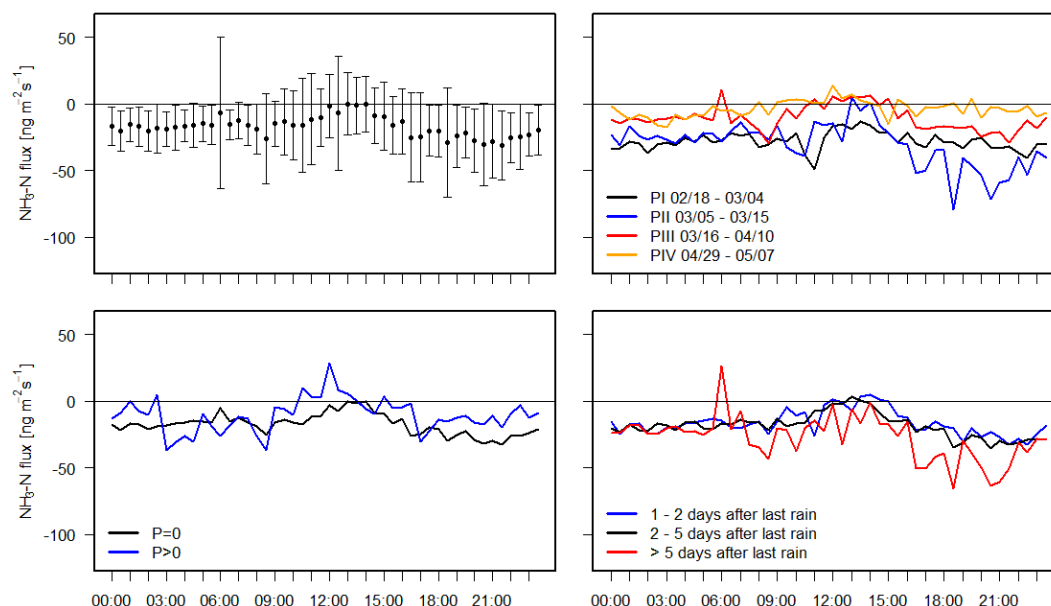 NH₃-N flux [ng m⁻²s⁻¹]
50
0
-50
-100
PI 02/18 - 03/04
PII 03/05 - 03/15
PIII 03/16 - 04/10
PIV 04/29 - 05/07
NH₃-N flux [ng m⁻²s⁻¹]
50
0
-50
-100
P=0
P>0
1 - 2 days after last rain
2 - 5 days after last rain
> 5 days after last rain
00:00 03:00 06:00 09:00 12:00 15:00 18:00 21:00
00:00 03:00 06:00 09:00 12:00 15:00 18:00 21:00